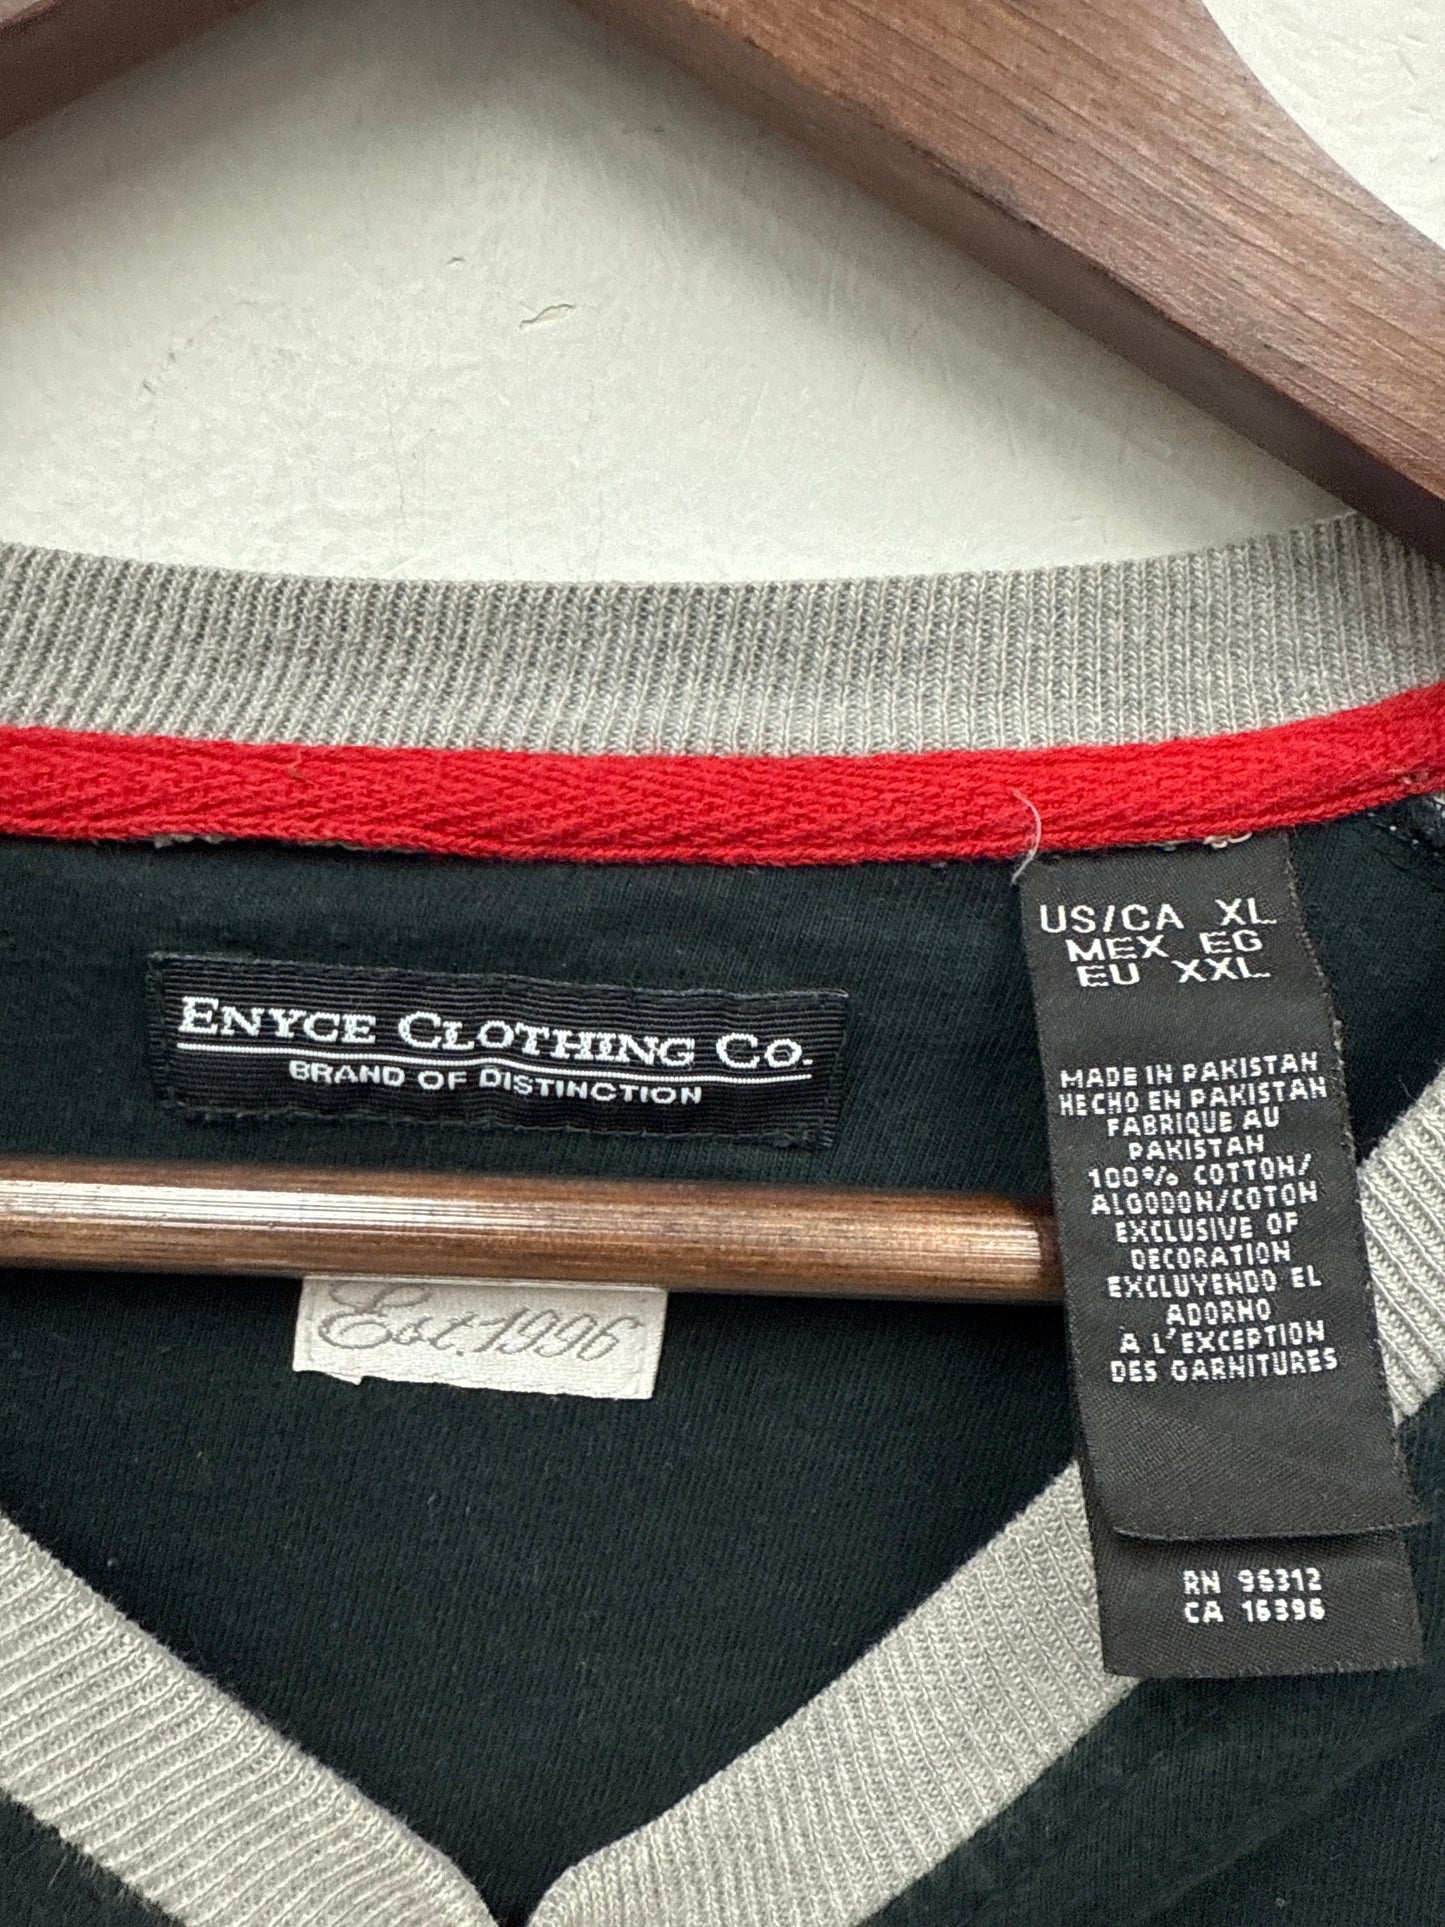 ENYCE CLOTHING CO.
BRAND OF DISTINCTION
Est. 1996
US/CA XL
MEX EG
EU XXL
MADE IN PAKISTAN
HECHO EN PAKISTAN
FABRIQUE AU
PAKISTAN
100% COTTON/
ALGODON/COTON
EXCLUSIVE OF
DECORATION
EXCLUYENDO EL
ADORNO
A L'EXCEPTION
DES GARNITURES
RN 96312
CA 16396